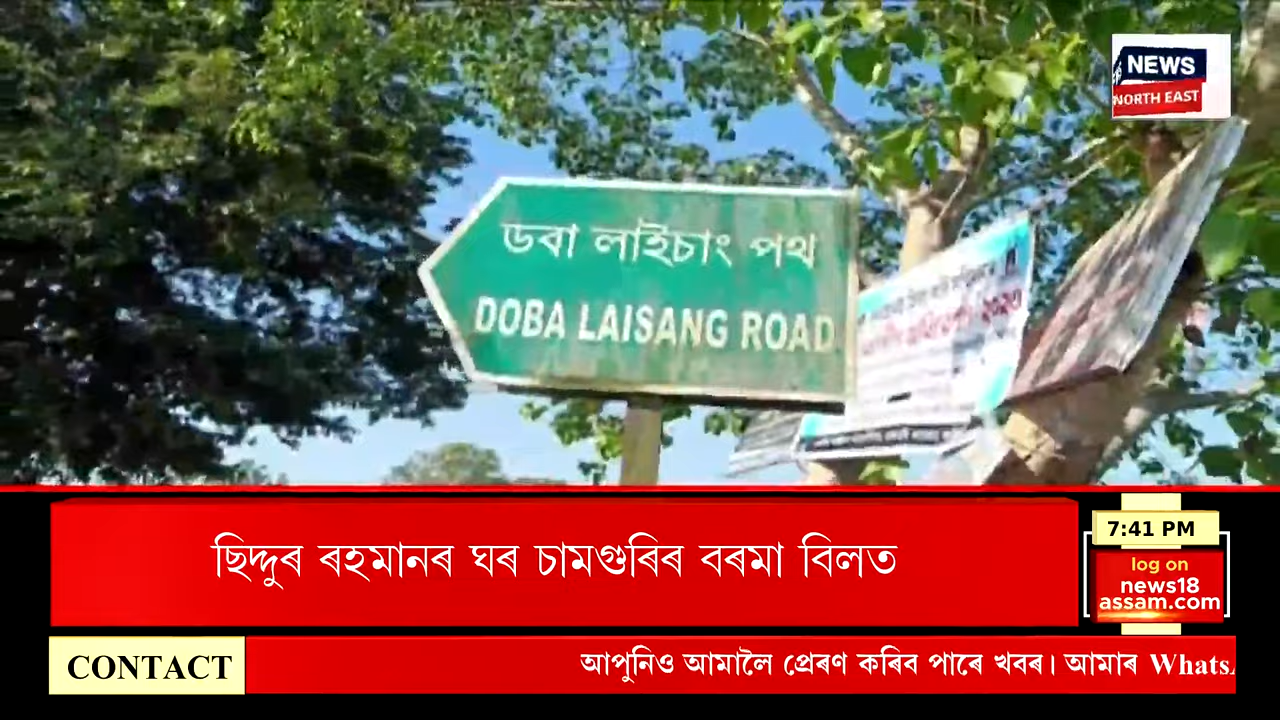 NEWS
NORTH EAST
ডবা লাইচাং পথ
DOBA LAISANG ROAD
ছিদ্দুৰ ৰহমানৰ ঘৰ চামগুৰিৰ বৰমা বিলত
7:41 PM
log on
news18
assam.com
CONTACT
আপুনিও আমালৈ প্ৰেৰণ কৰিব পাৰে খবৰ। আমাৰ Whats